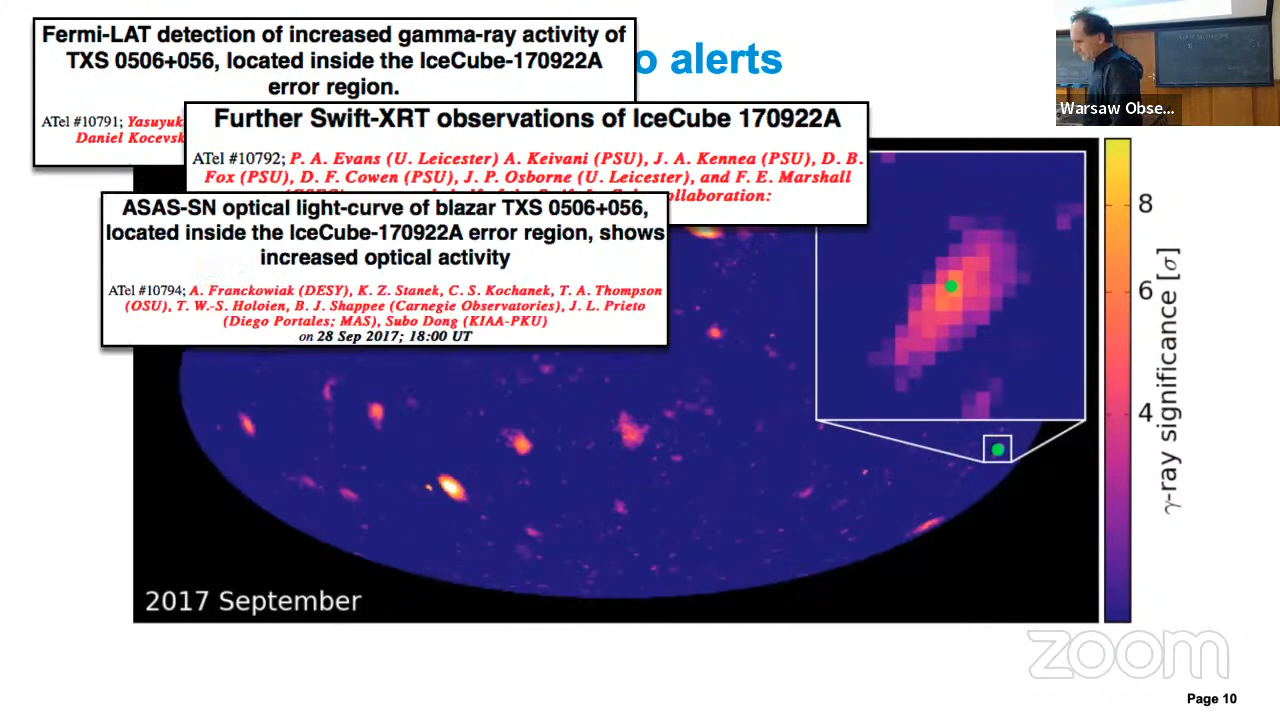 Fermi-LAT detection of increased gamma-ray activity of
TXS 0506+056, located inside the IceCube-170922A
error region.
o alerts
ATel #10791; Yasuyuk
Daniel Kocevsk
Further Swift-XRT observations of IceCube 170922A
ATel #10792; P. A. Evans (U. Leicester) A. Keivani (PSU), J. A. Kennea (PSU), D. B.
Fox (PSU), D. F. Cowen (PSU), J. P. Osborne (U. Leicester), and F. E. Marshall
ollaboration:
ASAS-SN optical light-curve of blazar TXS 0506+056,
located inside the IceCube-170922A error region, shows
increased optical activity
ATel #10794; A. Franckowiak (DESY), K. Z. Stanek, C. S. Kochanek, T. A. Thompson
(OSU), T. W.-S. Holoien, B. J. Shappee (Carnegie Observatories), J. L. Prieto
(Diego Portales; MAS), Subo Dong (KIAA-PKU)
on 28 Sep 2017; 18:00 UT
Warsaw Obse...
8
6
4
γ-ray significance [σ]
2017 September
zoom
Page 10